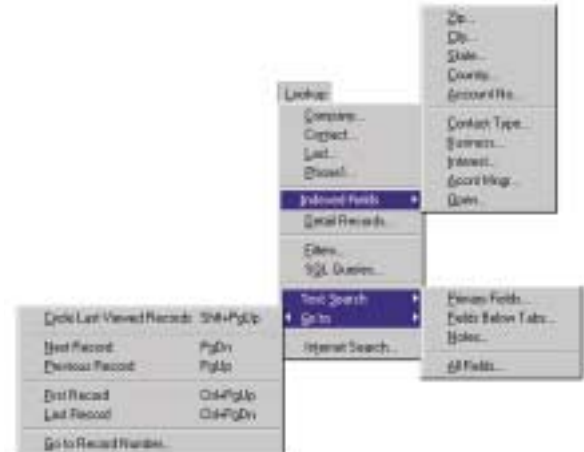 Zip...
City...
State...
County...
Account No...
Contact Type...
Business...
Interest...
Acont Mngr...
Open...
Lookup
Company...
Contact...
Last...
Phone1...
Indexed Fields
Detail Records...
Filters...
SQL Queries...
Text Search
Go to
Internet Search...
Primary Fields...
Fields Below Tabs...
Notes...
All Fields...
Cycle Last Viewed Records Shift+PgUp
Next Record PgDn
Previous Record PgUp
First Record Ctrl+PgUp
Last Record Ctrl+PgDn
Go to Record Number...